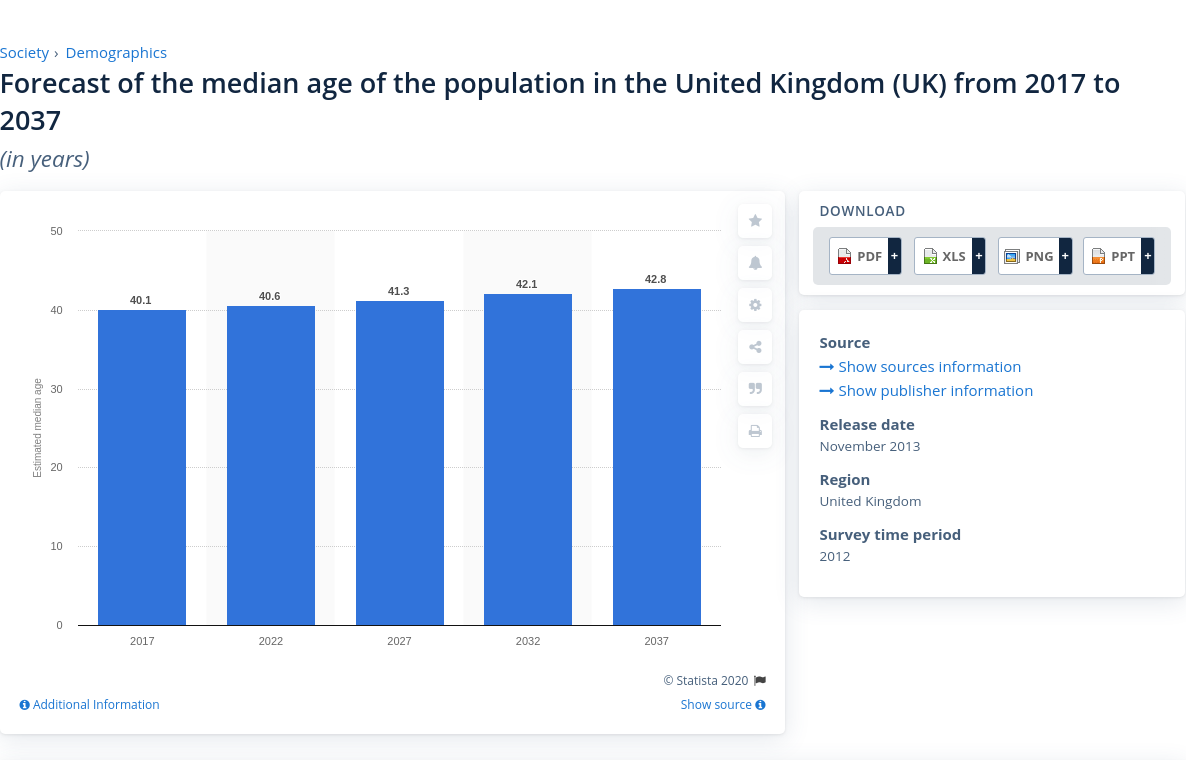 Society › Demographics
Forecast of the median age of the population in the United Kingdom (UK) from 2017 to
2037
(in years)
50
40
30
20
10
0
Estimated median age
40.1
40.6
41.3
42.1
42.8
2017
2022
2027
2032
2037
© Statista 2020
Additional Information
Show source
DOWNLOAD
PDF +
XLS +
PNG +
PPT +
Source
Show sources information
Show publisher information
Release date
November 2013
Region
United Kingdom
Survey time period
2012